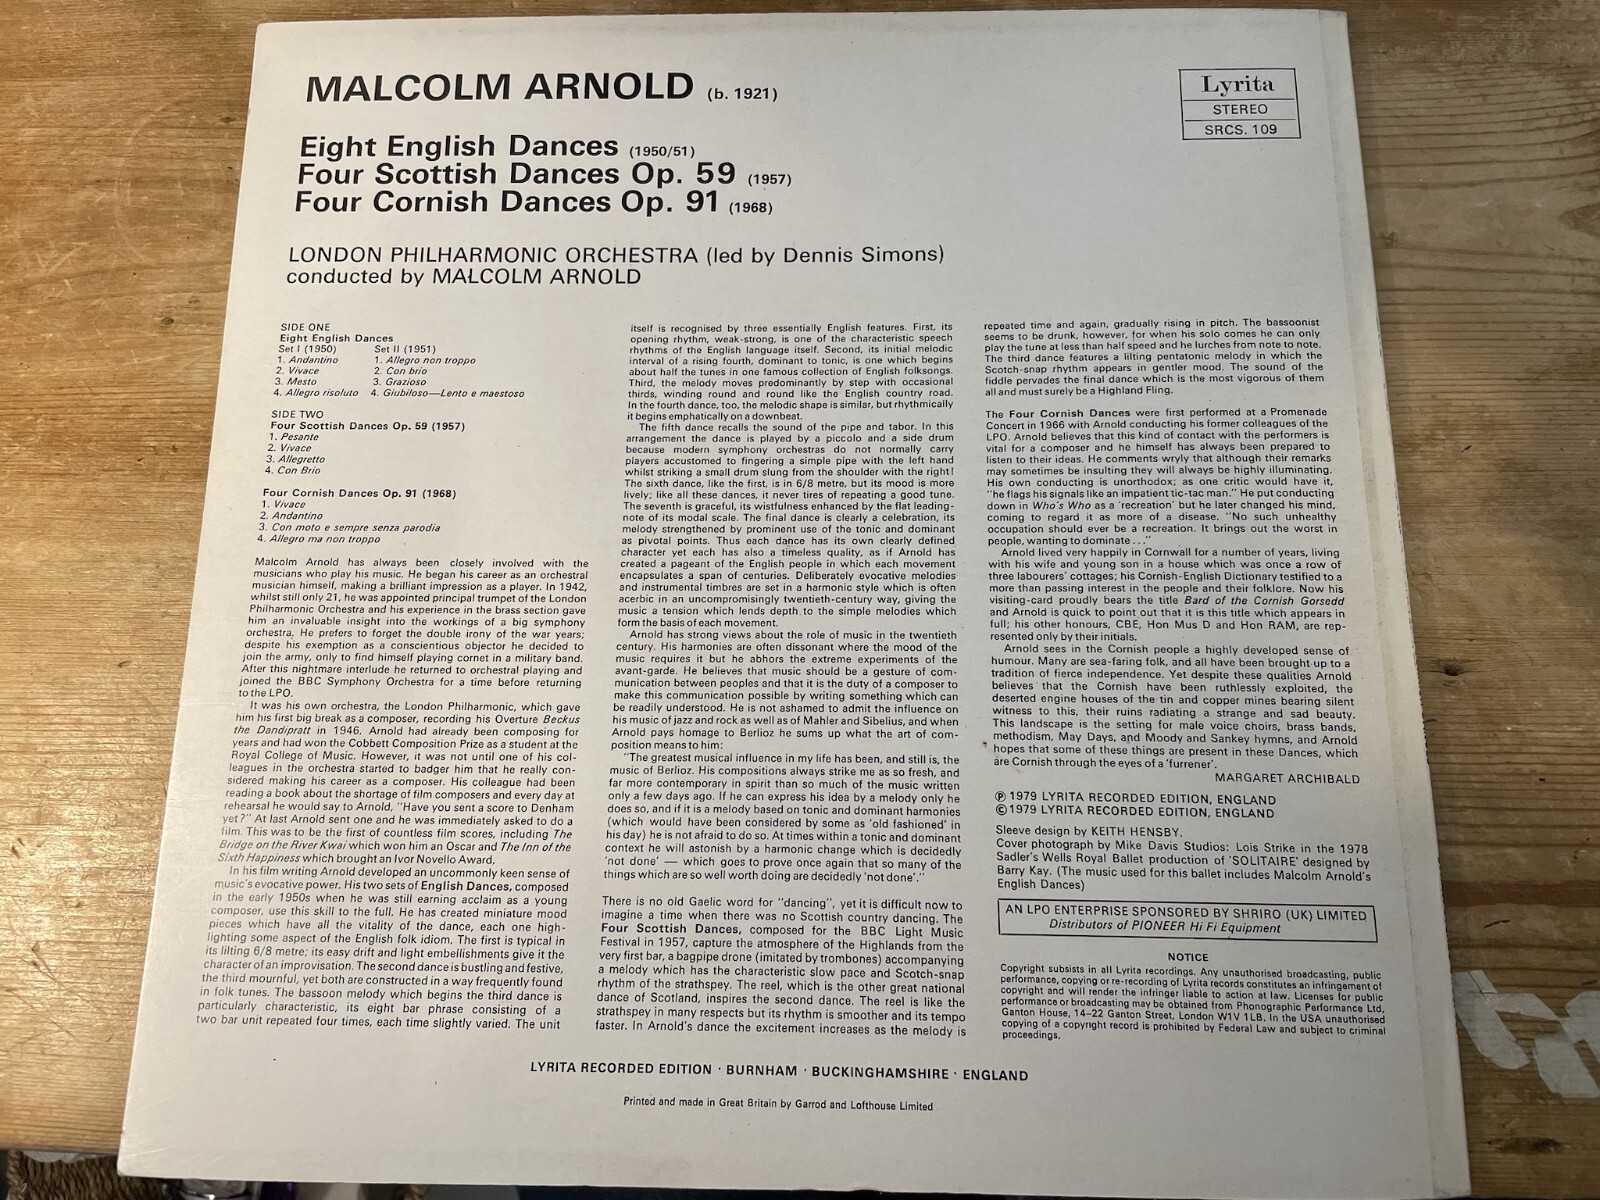 MALCOLM ARNOLD (b. 1921)
Lyrita
STEREO
SRCS. 109
Eight English Dances (1950/51)
Four Scottish Dances Op. 59 (1957)
Four Cornish Dances Op. 91 (1968)
LONDON PHILHARMONIC ORCHESTRA (led by Dennis Simons)
conducted by MALCOLM ARNOLD
SIDE ONE
Eight English Dances
Set I (1950) Set II (1951)
1. Andantino 1. Allegro non troppo
2. Vivace 2. Con brio
3. Mesto 3. Grazioso
4. Allegro risoluto 4. Giubiloso—Lento e maestoso
SIDE TWO
Four Scottish Dances Op. 59 (1957)
1. Pesante
2. Vivace
3. Allegretto
4. Con Brio
Four Cornish Dances Op. 91 (1968)
1. Vivace
2. Andantino
3. Con moto e sempre senza parodia
4. Allegro ma non troppo
Malcolm Arnold has always been closely involved with the
musicians who play his music. He began his career as an orchestral
musician himself, making a brilliant impression as a player. In 1942,
whilst still only 21, he was appointed principal trumpet of the London
Philharmonic Orchestra and his experience in the brass section gave
him an invaluable insight into the workings of a big symphony
orchestra. He prefers to forget the double irony of the war years;
despite his exemption as a conscientious objector he decided to
join the army, only to find himself playing cornet in a military band.
After this nightmare interlude he returned to orchestral playing and
joined the BBC Symphony Orchestra for a time before returning
to the LPO.
It was his own orchestra, the London Philharmonic, which gave
him his first big break as a composer, recording his Overture Beckus
the Dandipratt in 1946. Arnold had already been composing for
years and had won the Cobbett Composition Prize as a student at the
Royal College of Music. However, it was not until one of his col-
leagues in the orchestra started to badger him that he really con-
sidered making his career as a composer. His colleague had been
reading a book about the shortage of film composers and every day at
rehearsal he would say to Arnold, "Have you sent a score to Denham
yet?" At last Arnold sent one and he was immediately asked to do a
film. This was to be the first of countless film scores, including The
Bridge on the River Kwai which won him an Oscar and The Inn of the
Sixth Happiness which brought an Ivor Novello Award.
In his film writing Arnold developed an uncommonly keen sense of
music's evocative power. His two sets of English Dances, composed
in the early 1950s when he was still earning acclaim as a young
composer, use this skill to the full. He has created miniature mood
pieces which have all the vitality of the dance, each one high-
lighting some aspect of the English folk idiom. The first is typical in
its lilting 6/8 metre; its easy drift and light embellishments give it the
character of an improvisation. The second dance is bustling and festive,
the third mournful, yet both are constructed in a way frequently found
in folk tunes. The bassoon melody which begins the third dance is
particularly characteristic, its eight bar phrase consisting of a
two bar unit repeated four times, each time slightly varied. The unit
itself is recognised by three essentially English features. First, its
opening rhythm, weak-strong, is one of the characteristic speech
rhythms of the English language itself. Second, its initial melodic
interval of a rising fourth, dominant to tonic, is one which begins
about half the tunes in one famous collection of English folksongs.
Third, the melody moves predominantly by step with occasional
thirds, winding round and round like the English country road.
In the fourth dance, too, the melodic shape is similar, but rhythmically
it begins emphatically on a downbeat.
The fifth dance recalls the sound of the pipe and tabor. In this
arrangement the dance is played by a piccolo and a side drum
because modern symphony orchestras do not normally carry
players accustomed to fingering a simple pipe with the left hand
whilst striking a small drum slung from the shoulder with the right!
The sixth dance, like the first, is in 6/8 metre, but its mood is more
lively; like all these dances, it never tires of repeating a good tune.
The seventh is graceful, its wistfulness enhanced by the flat leading-
note of its modal scale. The final dance is clearly a celebration, its
melody strengthened by prominent use of the tonic and dominant
as pivotal points. Thus each dance has its own clearly defined
character yet each has also a timeless quality, as if Arnold has
created a pageant of the English people in which each movement
encapsulates a span of centuries. Deliberately evocative melodies
and instrumental timbres are set in a harmonic style which is often
acerbic in an uncompromisingly twentieth-century way, giving the
music a tension which lends depth to the simple melodies which
form the basis of each movement.
Arnold has strong views about the role of music in the twentieth
century. His harmonies are often dissonant where the mood of the
music requires it but he abhors the extreme experiments of the
avant-garde. He believes that music should be a gesture of com-
munication between peoples and that it is the duty of a composer to
make this communication possible by writing something which can
be readily understood. He is not ashamed to admit the influence on
his music of jazz and rock as well as of Mahler and Sibelius, and when
Arnold pays homage to Berlioz he sums up what the art of com-
position means to him:
"The greatest musical influence in my life has been, and still is, the
music of Berlioz. His compositions always strike me as so fresh, and
far more contemporary in spirit than so much of the music written
only a few days ago. If he can express his idea by a melody only he
does so, and if it is a melody based on tonic and dominant harmonies
(which would have been considered by some as 'old fashioned' in
his day) he is not afraid to do so. At times within a tonic and dominant
context he will astonish by a harmonic change which is decidedly
'not done' — which goes to prove once again that so many of the
things which are so well worth doing are decidedly 'not done'."
There is no old Gaelic word for "dancing", yet it is difficult now to
imagine a time when there was no Scottish country dancing. The
Four Scottish Dances, composed for the BBC Light Music
Festival in 1957, capture the atmosphere of the Highlands from the
very first bar, a bagpipe drone (imitated by trombones) accompanying
a melody which has the characteristic slow pace and Scotch-snap
rhythm of the strathspey. The reel, which is the other great national
dance of Scotland, inspires the second dance. The reel is like the
strathspey in many respects but its rhythm is smoother and its tempo
faster. In Arnold's dance the excitement increases as the melody is
repeated time and again, gradually rising in pitch. The bassoonist
seems to be drunk, however, for when his solo comes he can only
play the tune at less than half speed and he lurches from note to note.
The third dance features a lilting pentatonic melody in which the
Scotch-snap rhythm appears in gentler mood. The sound of the
fiddle pervades the final dance which is the most vigorous of them
all and must surely be a Highland Fling.
The Four Cornish Dances were first performed at a Promenade
Concert in 1966 with Arnold conducting his former colleagues of the
LPO. Arnold believes that this kind of contact with the performers is
vital for a composer and he himself has always been prepared to
listen to their ideas. He comments wryly that although their remarks
may sometimes be insulting they will always be highly illuminating.
His own conducting is unorthodox; as one critic would have it,
"he flags his signals like an impatient tic-tac man." He put conducting
down in Who's Who as a 'recreation' but he later changed his mind,
coming to regard it as more of a disease. "No such unhealthy
occupation should ever be a recreation. It brings out the worst in
people, wanting to dominate . . ."
Arnold lived very happily in Cornwall for a number of years, living
with his wife and young son in a house which was once a row of
three labourers' cottages; his Cornish-English Dictionary testified to a
more than passing interest in the people and their folklore. Now his
visiting-card proudly bears the title Bard of the Cornish Gorsedd
and Arnold is quick to point out that it is this title which appears in
full; his other honours, CBE, Hon Mus D and Hon RAM, are rep-
resented only by their initials.
Arnold sees in the Cornish people a highly developed sense of
humour. Many are sea-faring folk, and all have been brought up to a
tradition of fierce independence. Yet despite these qualities Arnold
believes that the Cornish have been ruthlessly exploited, the
deserted engine houses of the tin and copper mines bearing silent
witness to this, their ruins radiating a strange and sad beauty.
This landscape is the setting for male voice choirs, brass bands,
methodism, May Days, and Moody and Sankey hymns, and Arnold
hopes that some of these things are present in these Dances, which
are Cornish through the eyes of a 'furrener'.
MARGARET ARCHIBALD
℗ 1979 LYRITA RECORDED EDITION, ENGLAND
© 1979 LYRITA RECORDED EDITION, ENGLAND
Sleeve design by KEITH HENSBY.
Cover photograph by Mike Davis Studios: Lois Strike in the 1978
Sadler's Wells Royal Ballet production of 'SOLITAIRE' designed by
Barry Kay. (The music used for this ballet includes Malcolm Arnold's
English Dances)
AN LPO ENTERPRISE SPONSORED BY SHRIRO (UK) LIMITED
Distributors of PIONEER Hi Fi Equipment
NOTICE
Copyright subsists in all Lyrita recordings. Any unauthorised broadcasting, public
performance, copying or re-recording of Lyrita records constitutes an infringement of
copyright and will render the infringer liable to action at law. Licenses for public
performance or broadcasting may be obtained from Phonographic Performance Ltd,
Ganton House, 14–22 Ganton Street, London W1V 1LB. In the USA unauthorised
copying of a copyright record is prohibited by Federal Law and subject to criminal
proceedings.
LYRITA RECORDED EDITION · BURNHAM · BUCKINGHAMSHIRE · ENGLAND
Printed and made in Great Britain by Garrod and Lofthouse Limited